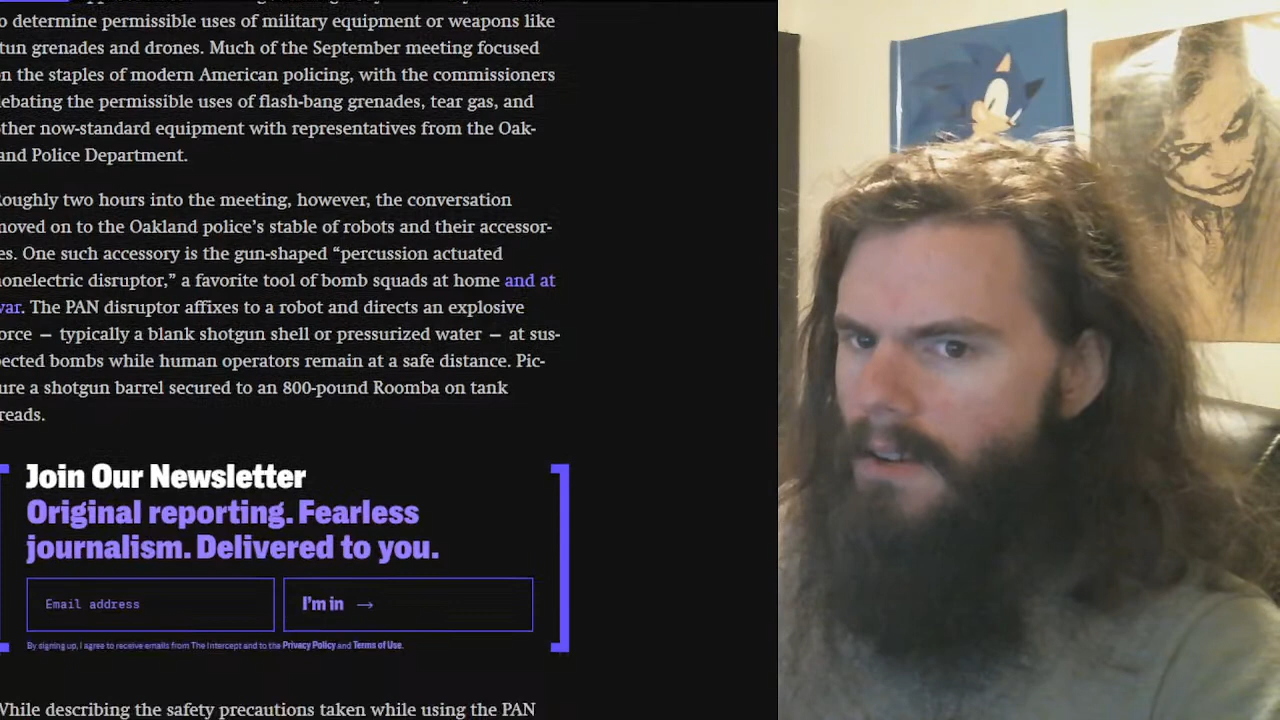 o determine permissible uses of military equipment or weapons like
tun grenades and drones. Much of the September meeting focused
n the staples of modern American policing, with the commissioners
ebating the permissible uses of flash-bang grenades, tear gas, and
ther now-standard equipment with representatives from the Oak-
and Police Department.
oughly two hours into the meeting, however, the conversation
moved on to the Oakland police’s stable of robots and their accessor-
es. One such accessory is the gun-shaped “percussion actuated
nonelectric disruptor,” a favorite tool of bomb squads at home and at
war. The PAN disruptor affixes to a robot and directs an explosive
orce — typically a blank shotgun shell or pressurized water — at sus-
pected bombs while human operators remain at a safe distance. Pic-
ure a shotgun barrel secured to an 800-pound Roomba on tank
reads.
Join Our Newsletter
Original reporting. Fearless
journalism. Delivered to you.
Email address
I'm in →
By signing up, I agree to receive emails from The Intercept and to the Privacy Policy and Terms of Use.
While describing the safety precautions taken while using the PAN